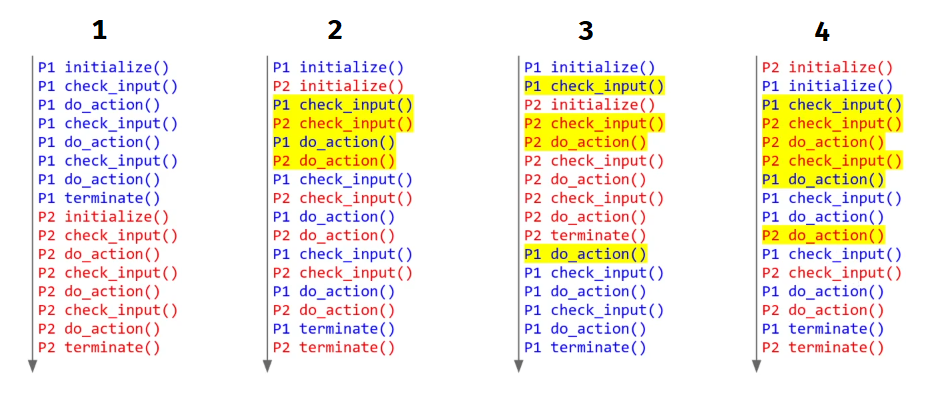 1
P1 initialize()
P1 check_input()
P1 do_action()
P1 check_input()
P1 do_action()
P1 check_input()
P1 do_action()
P1 terminate()
P2 initialize()
P2 check_input()
P2 do_action()
P2 check_input()
P2 do_action()
P2 check_input()
P2 do_action()
P2 terminate()
2
P1 initialize()
P2 initialize()
P1 check_input()
P2 check_input()
P1 do_action()
P2 do_action()
P1 check_input()
P2 check_input()
P1 do_action()
P2 do_action()
P1 check_input()
P2 check_input()
P1 do_action()
P2 do_action()
P1 terminate()
P2 terminate()
3
P1 initialize()
P1 check_input()
P2 initialize()
P2 check_input()
P2 do_action()
P2 check_input()
P2 do_action()
P2 check_input()
P2 do_action()
P2 terminate()
P1 do_action()
P1 check_input()
P1 do_action()
P1 check_input()
P1 do_action()
P1 terminate()
4
P2 initialize()
P1 initialize()
P1 check_input()
P2 check_input()
P2 do_action()
P2 check_input()
P1 do_action()
P1 check_input()
P1 do_action()
P2 do_action()
P1 check_input()
P2 check_input()
P1 do_action()
P2 do_action()
P1 terminate()
P2 terminate()